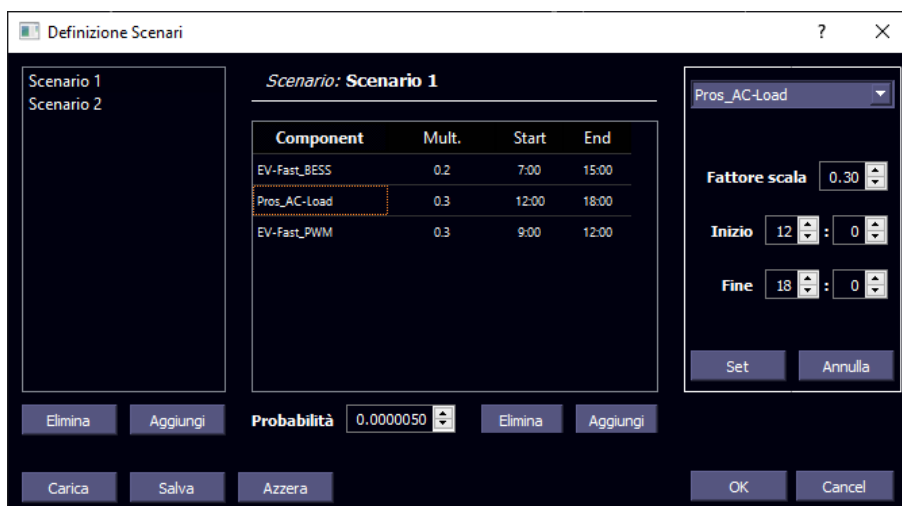 Definizione Scenari ?
Scenario 1
Scenario 2
Elimina Aggiungi
Scenario: Scenario 1
Component Mult. Start End
EV-Fast_BESS 0.2 7:00 15:00
Pros_AC-Load 0.3 12:00 18:00
EV-Fast_PWM 0.3 9:00 12:00
Probabilità 0.0000050 Elimina Aggiungi
Pros_AC-Load
Fattore scala 0.30
Inizio 12 : 0
Fine 18 : 0
Set Annulla
Carica Salva Azzera OK Cancel